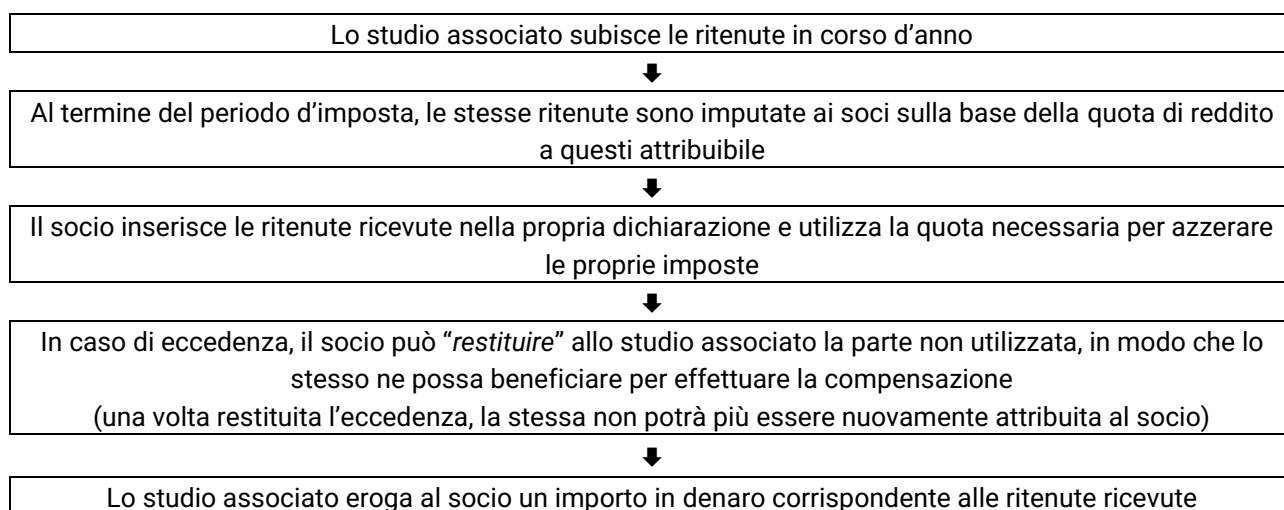 Lo studio associato subisce le ritenute in corso d’anno
Al termine del periodo d’imposta, le stesse ritenute sono imputate ai soci sulla base della quota di reddito
a questi attribuibile
Il socio inserisce le ritenute ricevute nella propria dichiarazione e utilizza la quota necessaria per azzerare
le proprie imposte
In caso di eccedenza, il socio può “restituire” allo studio associato la parte non utilizzata, in modo che lo
stesso ne possa beneficiare per effettuare la compensazione
(una volta restituita l’eccedenza, la stessa non potrà più essere nuovamente attribuita al socio)
Lo studio associato eroga al socio un importo in denaro corrispondente alle ritenute ricevute